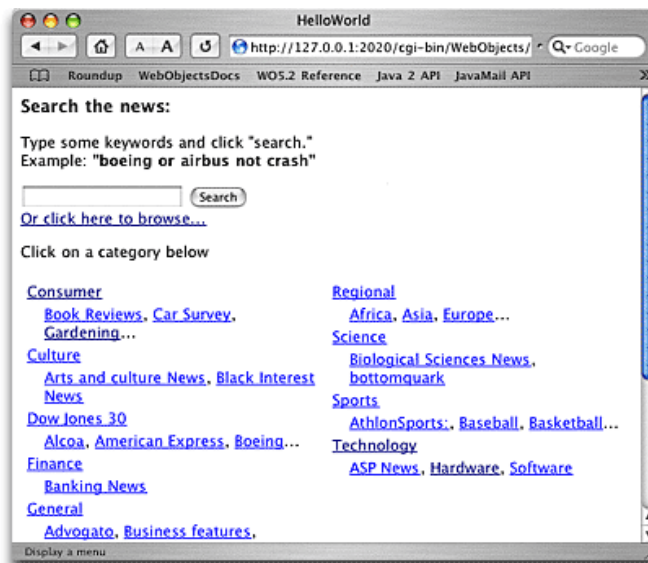 HelloWorld
A A http://127.0.0.1:2020/cgi-bin/WebObjects/ Q Google
Roundup WebObjectsDocs WO5.2 Reference Java 2 API JavaMail API »
Search the news:
Type some keywords and click "search."
Example: "boeing or airbus not crash"
Search
Or click here to browse...
Click on a category below
Consumer
Book Reviews, Car Survey,
Gardening...
Culture
Arts and culture News, Black Interest
News
Dow Jones 30
Alcoa, American Express, Boeing...
Finance
Banking News
General
Advogato, Business features,
Regional
Africa, Asia, Europe...
Science
Biological Sciences News,
bottomquark
Sports
AthlonSports:, Baseball, Basketball...
Technology
ASP News, Hardware, Software
Display a menu